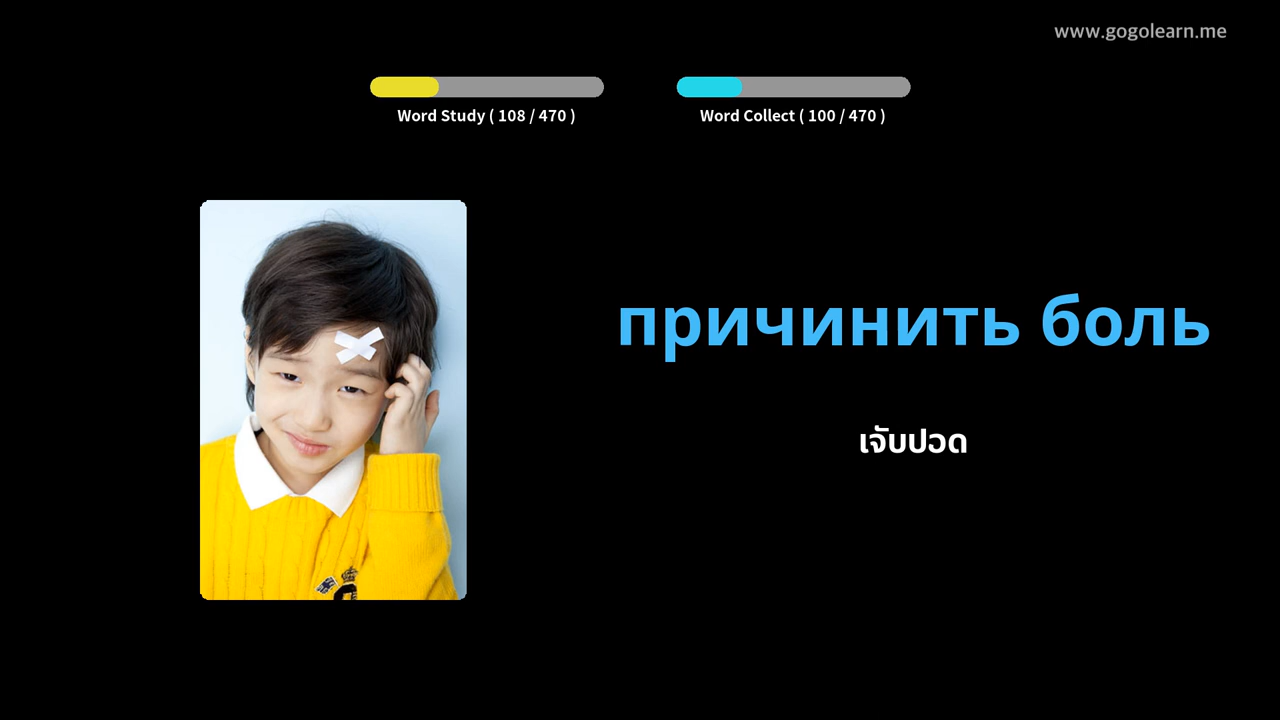 www.gogolearn.me
Word Study ( 108 / 470 )
Word Collect ( 100 / 470 )
причинить боль
เจ็บปวด